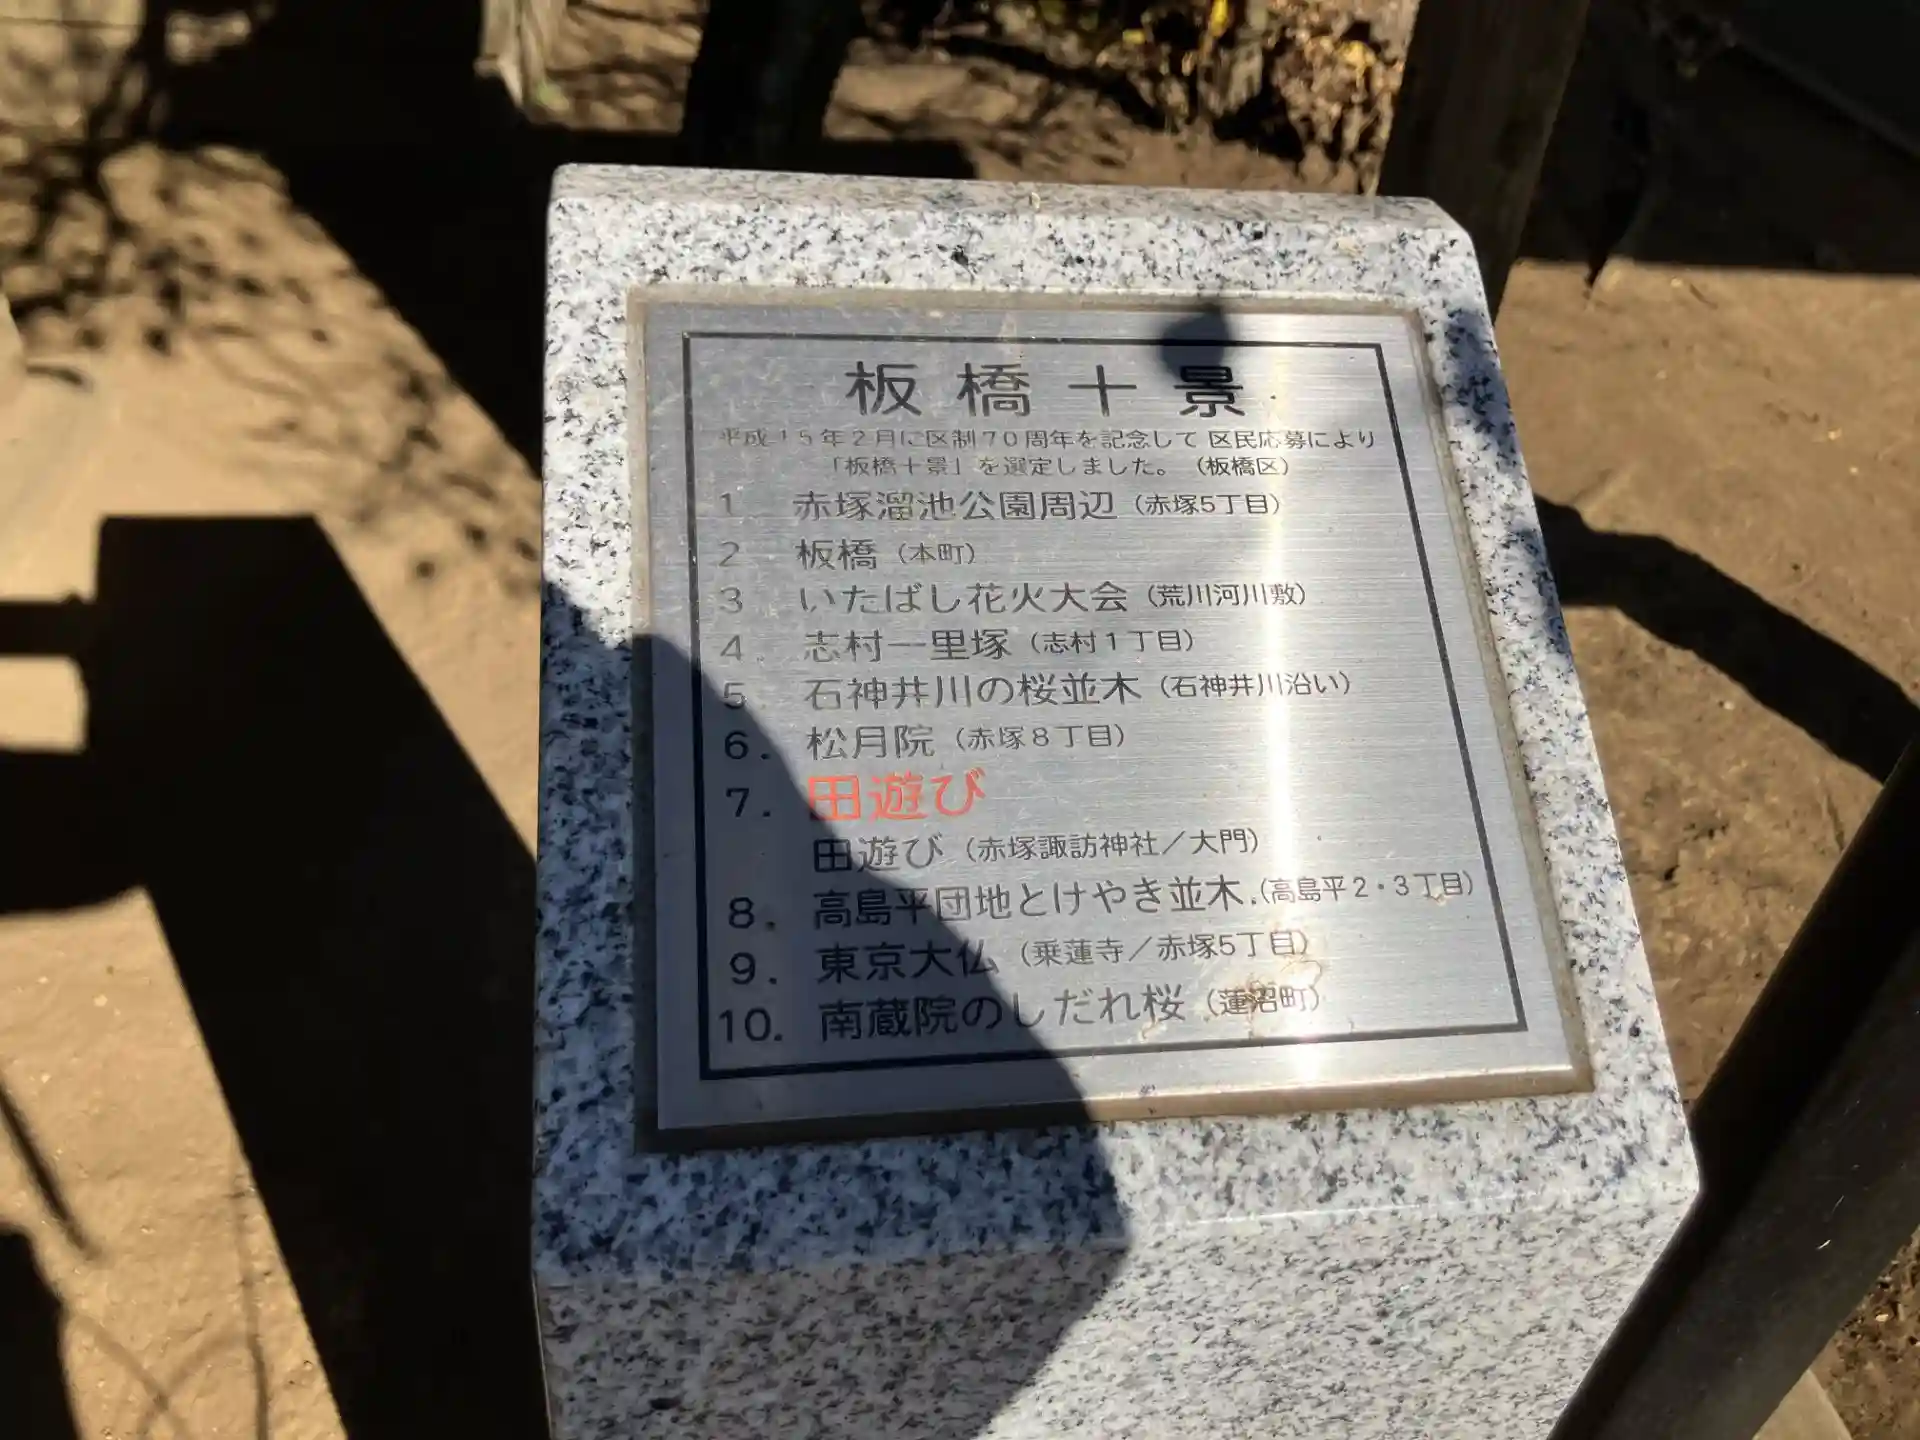 板橋十景
平成15年2月に区制70周年を記念して区民応募により
「板橋十景」を選定しました。（板橋区）
1 赤塚溜池公園周辺（赤塚5丁目）
2 板橋（本町）
3 いたばし花火大会（荒川河川敷）
4. 志村一里塚（志村1丁目）
5. 石神井川の桜並木（石神井川沿い）
6. 松月院（赤塚8丁目）
7. 田遊び
田遊び（赤塚諏訪神社／大門）
8. 高島平団地とけやき並木.（高島平2・3丁目）
9. 東京大仏（乗蓮寺／赤塚5丁目）
10. 南蔵院のしだれ桜（蓮沼町）